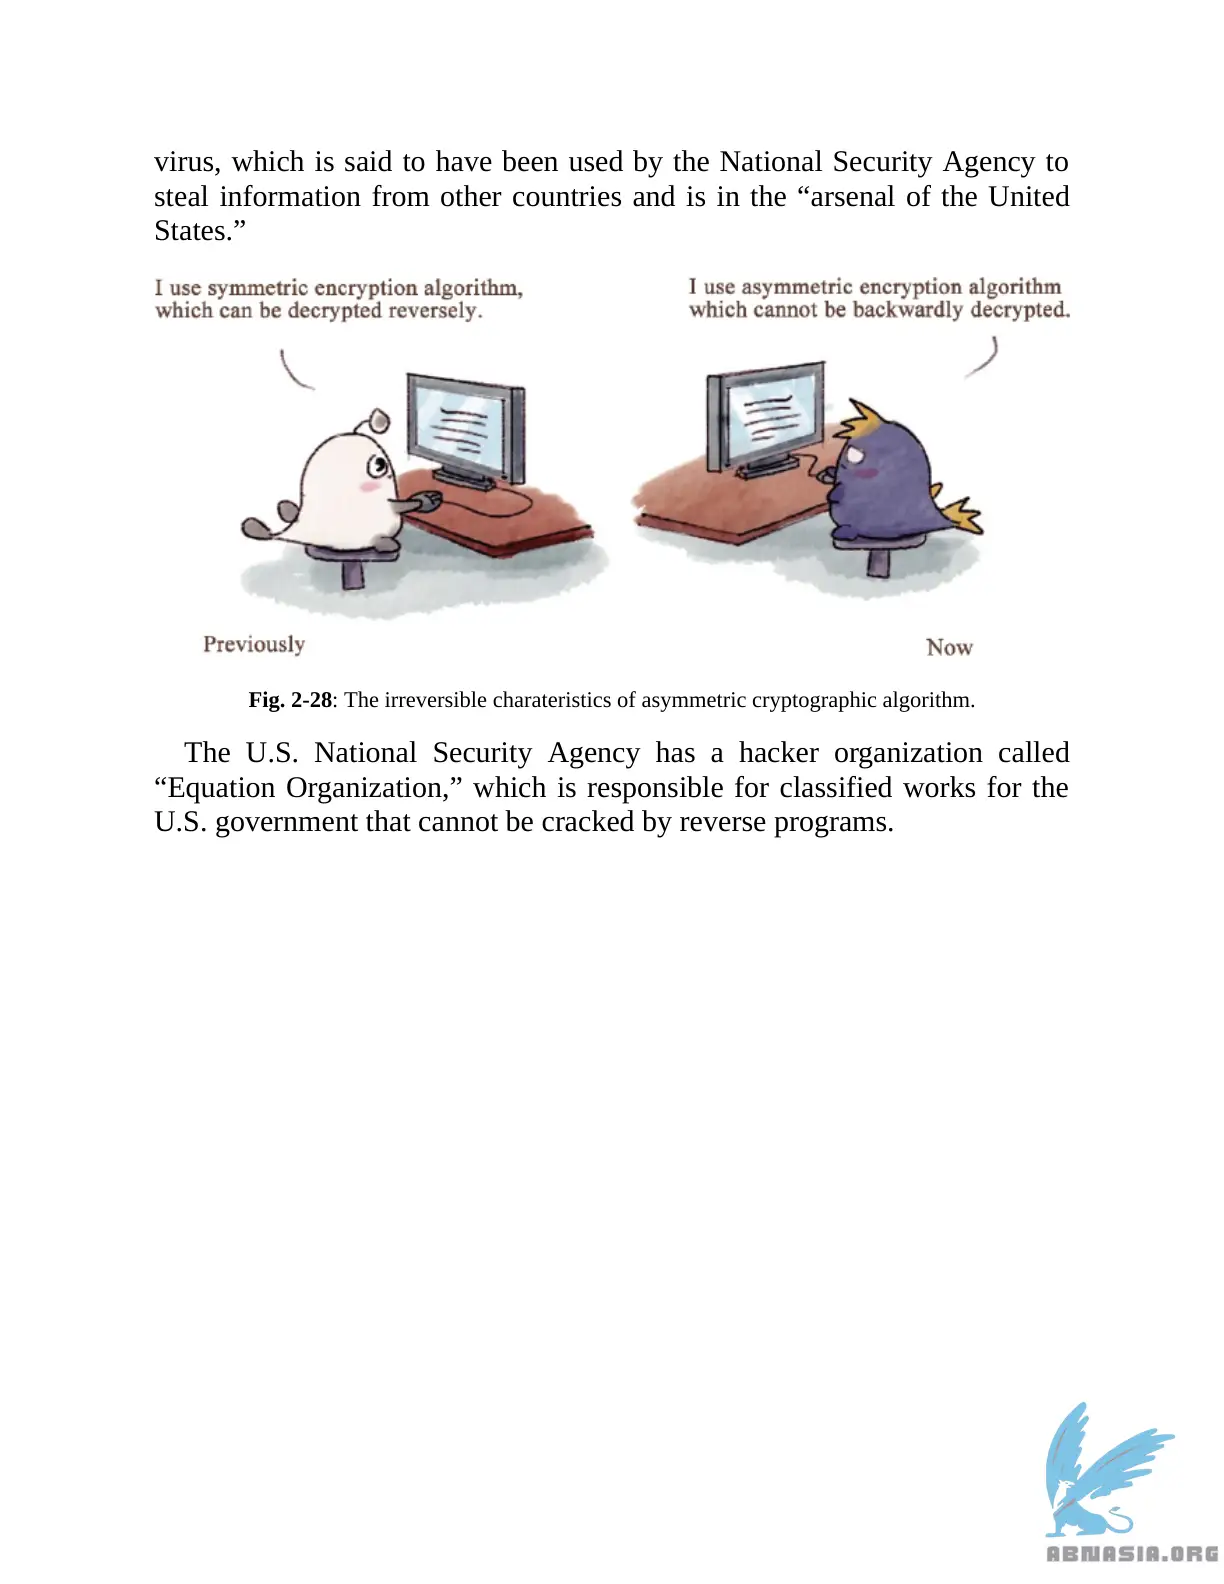 virus, which is said to have been used by the National Security Agency to
steal information from other countries and is in the “arsenal of the United
States.”
I use symmetric encryption algorithm,
which can be decrypted reversely.
I use asymmetric encryption algorithm
which cannot be backwardly decrypted.
Previously
Now
Fig. 2-28: The irreversible charateristics of asymmetric cryptographic algorithm.
The U.S. National Security Agency has a hacker organization called
“Equation Organization,” which is responsible for classified works for the
U.S. government that cannot be cracked by reverse programs.
ABNASIA.ORG